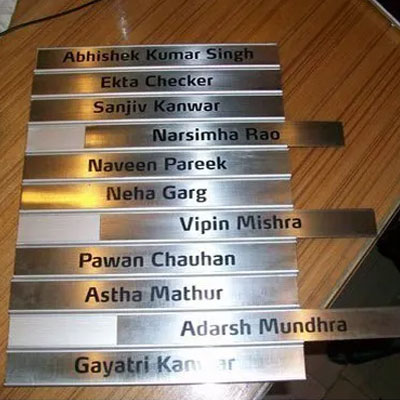 Abhishek Kumar Singh
Ekta Checker
Sanjiv Kanwar
Narsimha Rao
Naveen Pareek
Neha Garg
Vipin Mishra
Pawan Chauhan
Astha Mathur
Adarsh Mundhra
Gayatri Kanwar